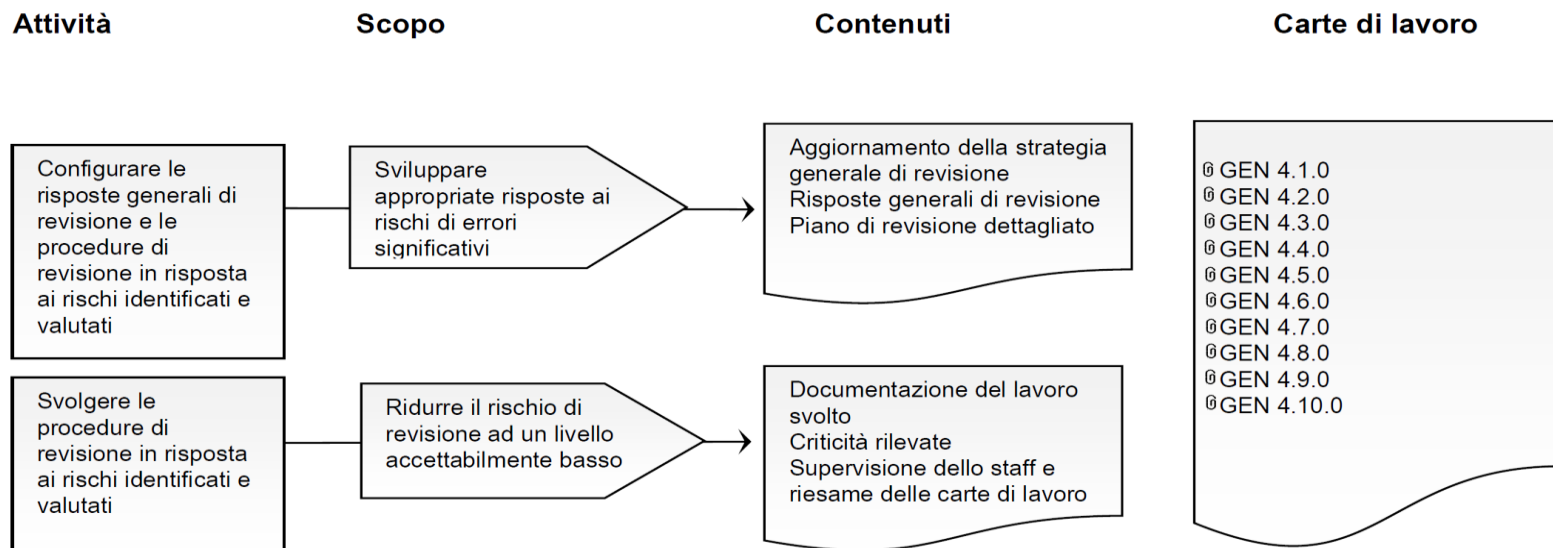 Attività
Scopo
Contenuti
Carte di lavoro
Configurare le
risposte generali di
revisione e le
procedure di
revisione in risposta
ai rischi identificati e
valutati
Sviluppare
appropriate risposte ai
rischi di errori
significativi
Aggiornamento della strategia
generale di revisione
Risposte generali di revisione
Piano di revisione dettagliato
Svolgere le
procedure di
revisione in risposta
ai rischi identificati e
valutati
Ridurre il rischio di
revisione ad un livello
accettabilmente basso
Documentazione del lavoro
svolto
Criticità rilevate
Supervisione dello staff e
riesame delle carte di lavoro
GEN 4.1.0
GEN 4.2.0
GEN 4.3.0
GEN 4.4.0
GEN 4.5.0
GEN 4.6.0
GEN 4.7.0
GEN 4.8.0
GEN 4.9.0
GEN 4.10.0